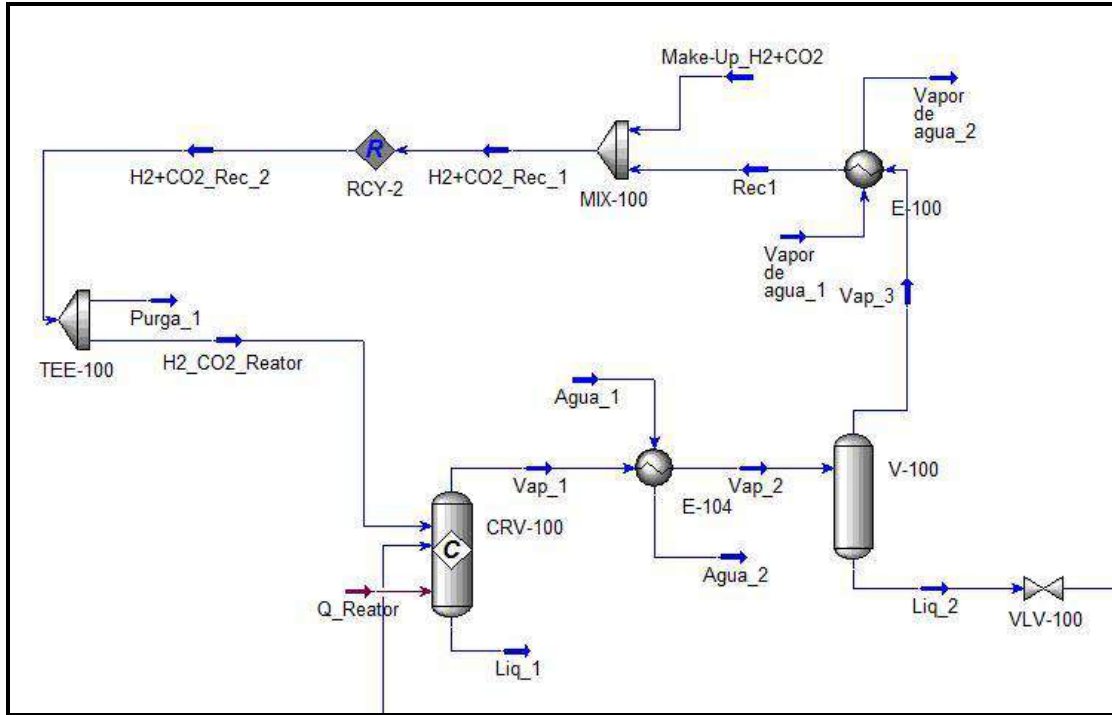 Make-Up_H2+CO2
Vapor
de
agua_2
R
H2+CO2_Rec_2
RCY-2
H2+CO2_Rec_1
MIX-100
Rec1
E-100
Vapor
de
agua_1
Vap_3
Purga_1
TEE-100
H2_CO2_Reator
Agua_1
Vap_1
E-104
Vap_2
V-100
CRV-100
C
Agua_2
Q_Reator
Liq_1
Liq_2
VLV-100